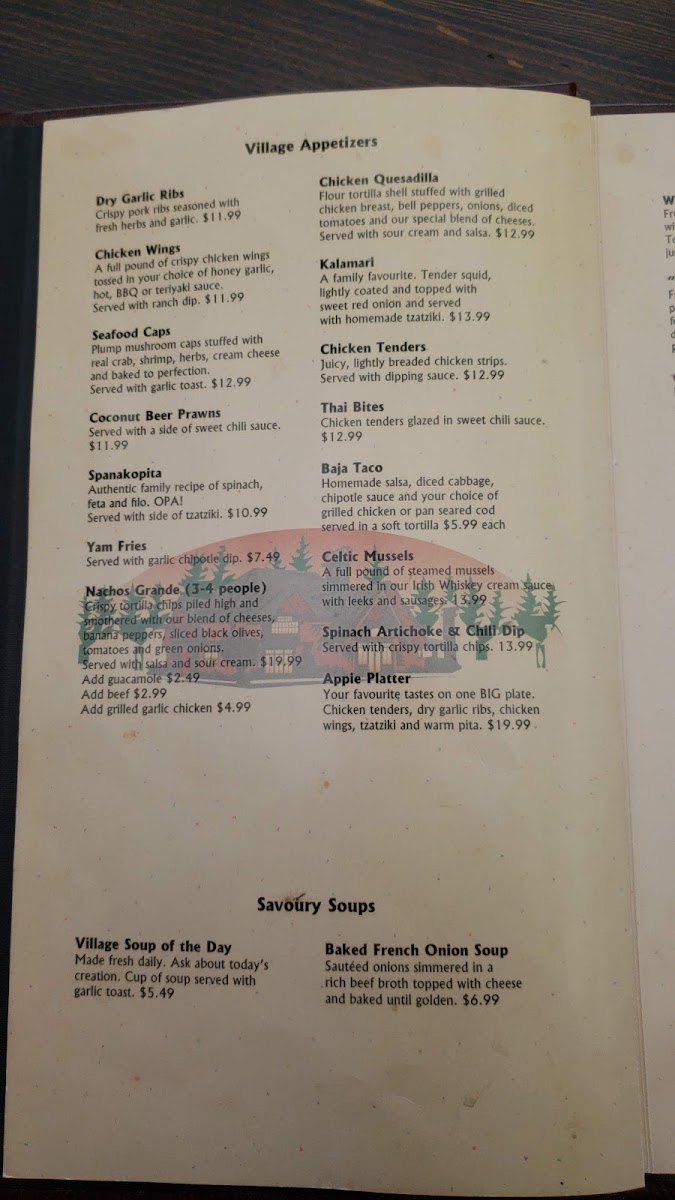 Village Appetizers
Dry Garlic Ribs
Crispy pork ribs seasoned with
fresh herbs and garlic. $11.99
Chicken Wings
A full pound of crispy chicken wings
tossed in your choice of honey garlic,
hot, BBQ or teriyaki sauce.
Served with ranch dip. $11.99
Seafood Caps
Plump mushroom caps stuffed with
real crab, shrimp, herbs, cream cheese
and baked to perfection.
Served with garlic toast. $12.99
Coconut Beer Prawns
Served with a side of sweet chili sauce.
$11.99
Spanakopita
Authentic family recipe of spinach,
feta and filo. OPA!
Served with side of tzatziki. $10.99
Yam Fries
Served with garlic chipotle dip. $7.49
Nachos Grande (3-4 people)
Crispy tortilla chips piled high and
smothered with our blend of cheeses,
banana peppers, sliced black olives,
tomatoes and green onions.
Served with salsa and sour cream. $19.99
Add guacamole $2.49
Add beef $2.99
Add grilled garlic chicken $4.99
Chicken Quesadilla
Flour tortilla shell stuffed with grilled
chicken breast, bell peppers, onions, diced
tomatoes and our special blend of cheeses.
Served with sour cream and salsa. $12.99
Kalamari
A family favourite. Tender squid,
lightly coated and topped with
sweet red onion and served
with homemade tzatziki. $13.99
Chicken Tenders
Juicy, lightly breaded chicken strips.
Served with dipping sauce. $12.99
Thai Bites
Chicken tenders glazed in sweet chili sauce.
$12.99
Baja Taco
Homemade salsa, diced cabbage,
chipotle sauce and your choice of
grilled chicken or pan seared cod
served in a soft tortilla $5.99 each
Celtic Mussels
A full pound of steamed mussels
simmered in our Irish Whiskey cream sauce
with leeks and sausages. 13.99
Spinach Artichoke & Chili Dip
Served with crispy tortilla chips. 13.99
Appie Platter
Your favourite tastes on one BIG plate.
Chicken tenders, dry garlic ribs, chicken
wings, tzatziki and warm pita. $19.99
Savoury Soups
Village Soup of the Day
Made fresh daily. Ask about today's
creation. Cup of soup served with
garlic toast. $5.49
Baked French Onion Soup
Sautéed onions simmered in a
rich beef broth topped with cheese
and baked until golden. $6.99